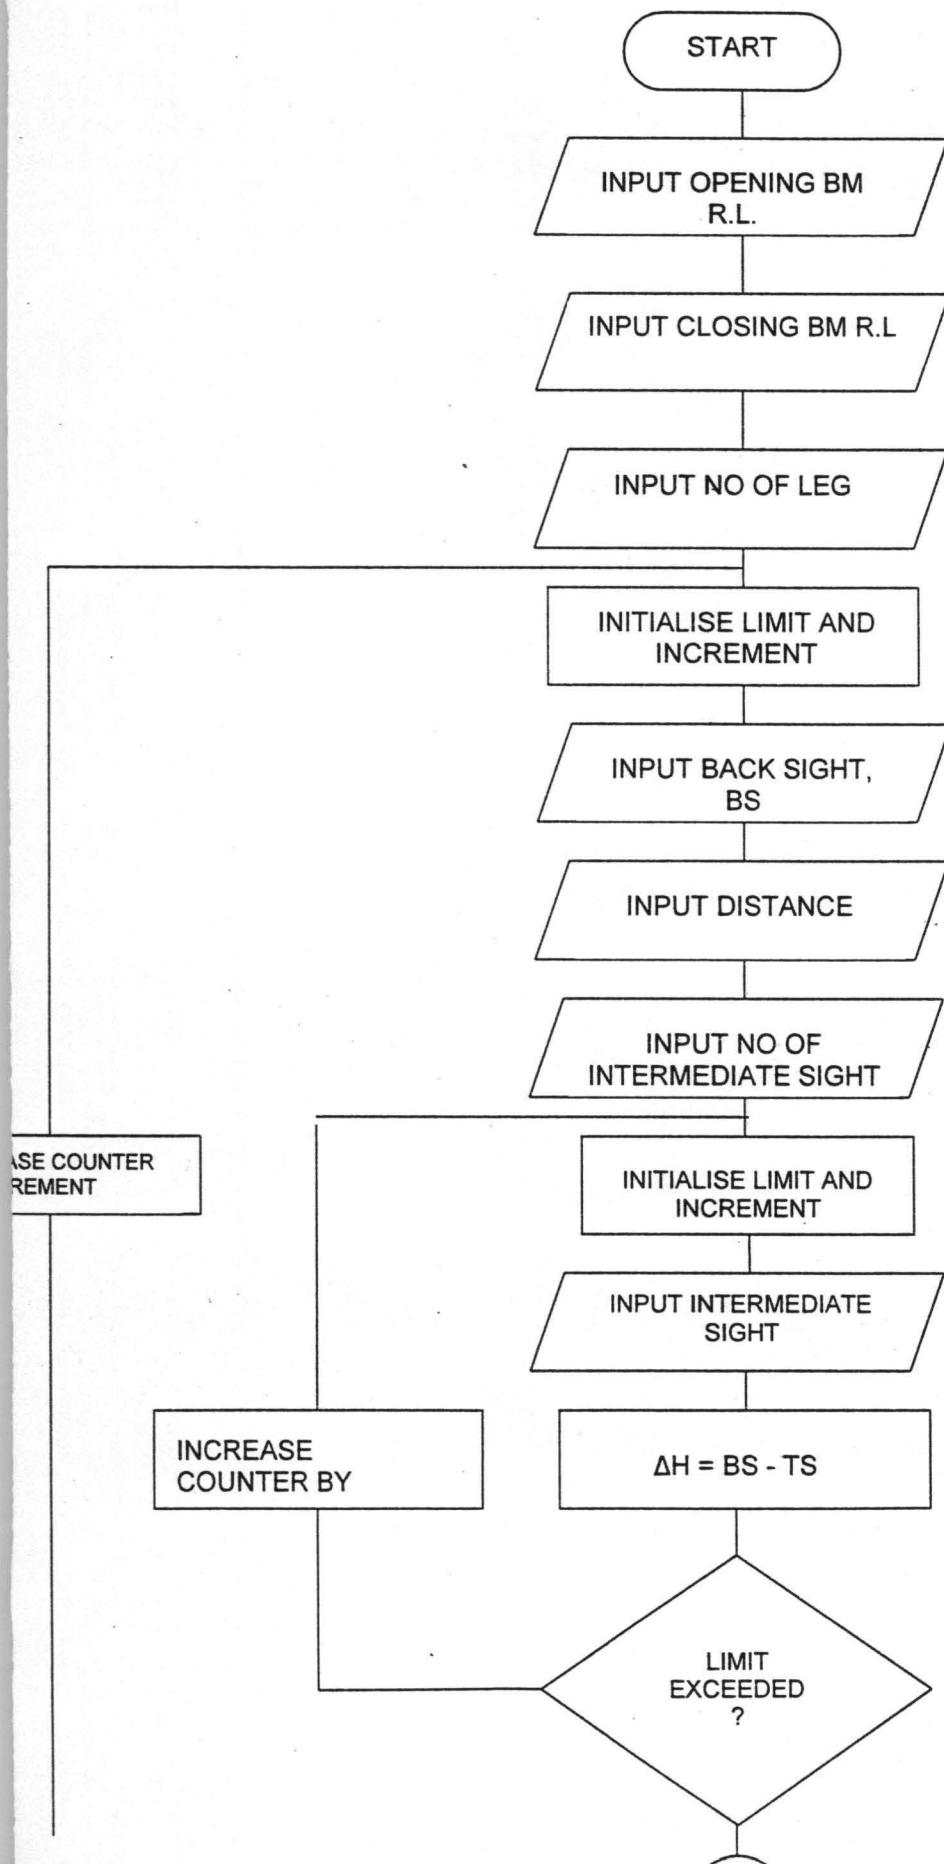 START
INPUT OPENING BM
R.L.
INPUT CLOSING BM R.L
INPUT NO OF LEG
INITIALISE LIMIT AND
INCREMENT
INPUT BACK SIGHT,
BS
INPUT DISTANCE
INPUT NO OF
INTERMEDIATE SIGHT
COUNTER
INITIALISE LIMIT AND
INCREMENT
INPUT INTERMEDIATE
SIGHT
INCREASE
COUNTER BY
ΔH = BS - TS
LIMIT
EXCEEDED
?